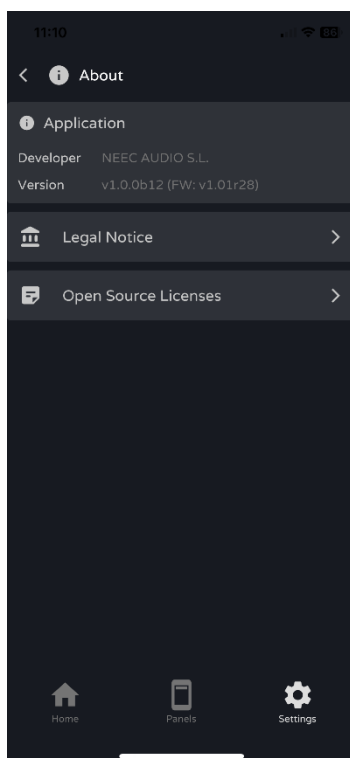 11:10
86
About
Application
Developer NEEC AUDIO S.L.
Version v1.0.0b12 (FW: v1.01r28)
Legal Notice
Open Source Licenses
Home Panels Settings